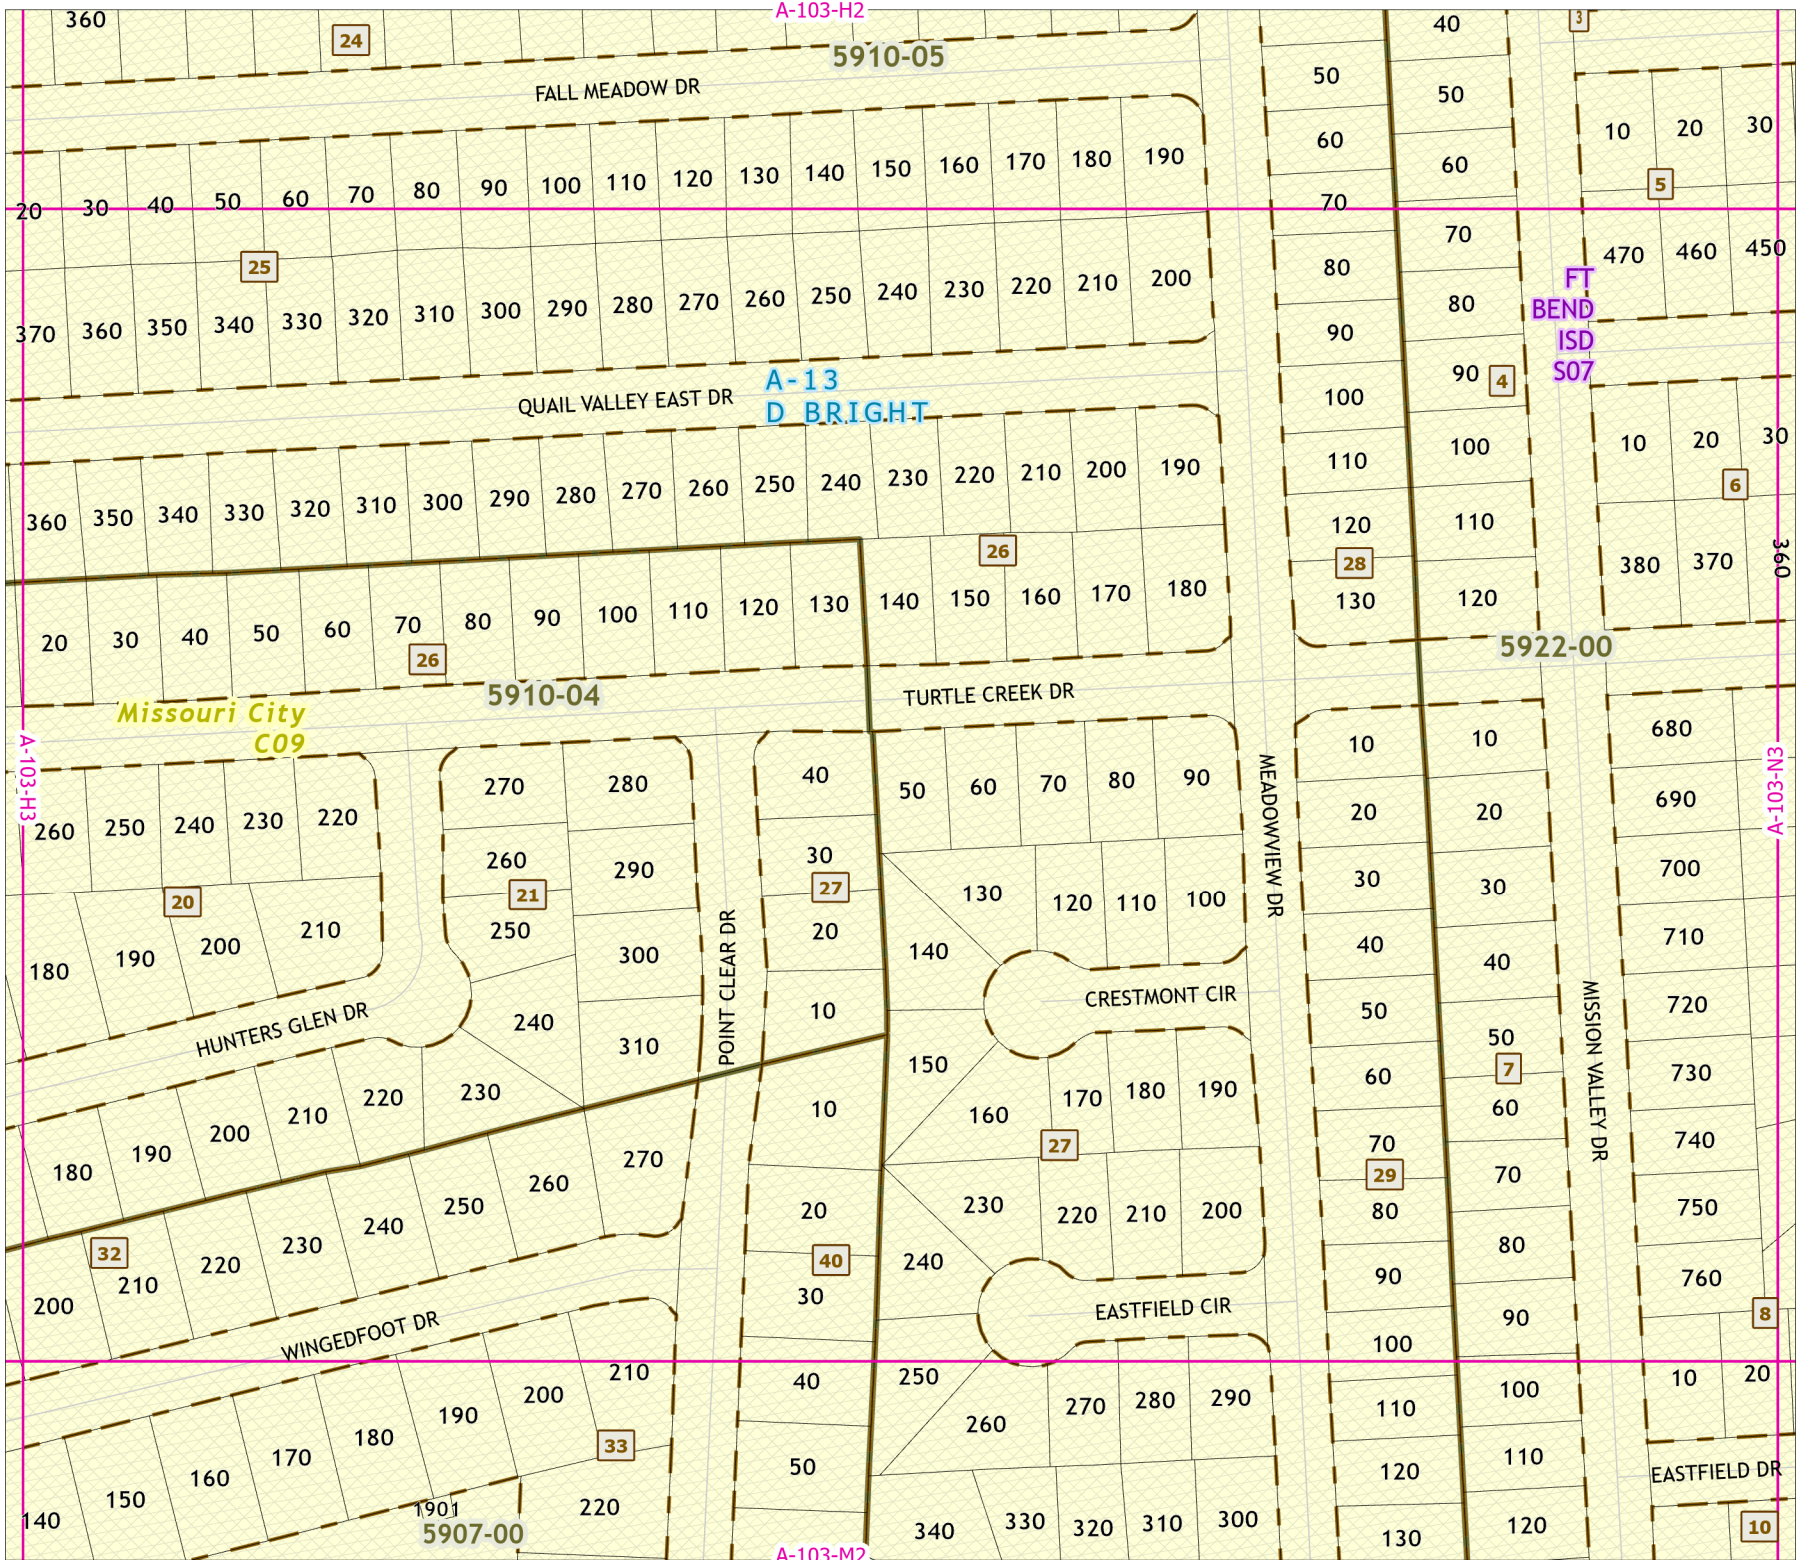 A-103-H2
360
24
5910-05
3
40
50
50
FALL MEADOW DR
10 20 30
60
60
20 30 40 50 60 70 80 90 100 110 120 130 140 150 160 170 180 190
5
70
70
25
80
470 460 450
370 360 350 340 330 320 310 300 290 280 270 260 250 240 230 220 210 200
80
FT
BEND
ISD
S07
90
90
4
A-13
D BRIGHT
QUAIL VALLEY EAST DR
100
100
10 20 30
6
110
360 350 340 330 320 310 300 290 280 270 260 250 240 230 220 210 200 190
120
110
26
28
380 370 360
130
120
20 30 40 50 60 70 80 90 100 110 120 130 140 150 160 170 180
26
5922-00
5910-04
TURTLE CREEK DR
Missouri City
C09
A-103-H3
A-103-N3
10
10
680
270 280
40
50 60 70 80 90
MEADOWVIEW DR
20
20
690
260 250 240 230 220
260
290
30
30
30
700
20
21
27
130 120 110 100
180 190 200 210
250
300
20
140
40
40
710
POINT CLEAR DR
CRESTMONT CIR
HUNTERS GLEN DR
240
310
10
50
50
720
MISSION VALLEY DR
150
7
60
60
730
180 190 200 210 220 230
10
160 170 180 190
27
70
70
740
29
200 210 220 230 240 250 260 270
32
20
230 220 210 200
80
80
750
40
240
30
90
90
760
EASTFIELD CIR
8
WINGEDFOOT DR
100
100
10 20
40
250
110
110
140 150 160 170 180 190 200 210
33
260 270 280 290
50
120
120
EASTFIELD DR
1901
220
5907-00
340 330 320 310 300
130
10
A-103-M2